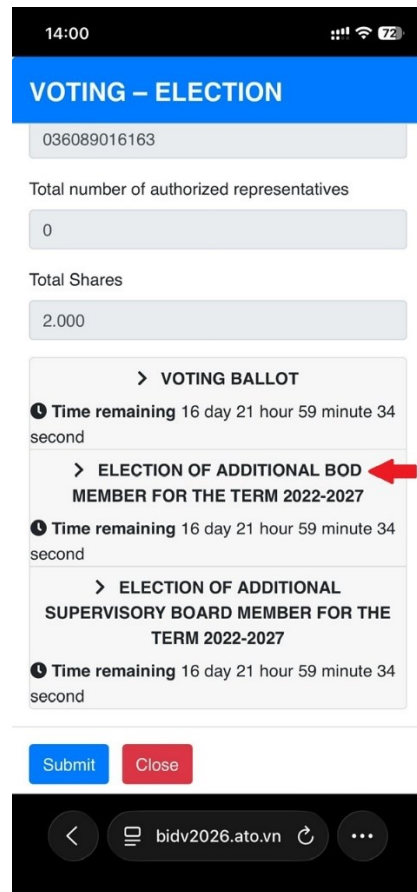 14:00
72
VOTING – ELECTION
036089016163
Total number of authorized representatives
0
Total Shares
2.000
VOTING BALLOT
Time remaining 16 day 21 hour 59 minute 34
second
ELECTION OF ADDITIONAL BOD
MEMBER FOR THE TERM 2022-2027
Time remaining 16 day 21 hour 59 minute 34
second
ELECTION OF ADDITIONAL
SUPERVISORY BOARD MEMBER FOR THE
TERM 2022-2027
Time remaining 16 day 21 hour 59 minute 34
second
Submit
Close
bidv2026.ato.vn